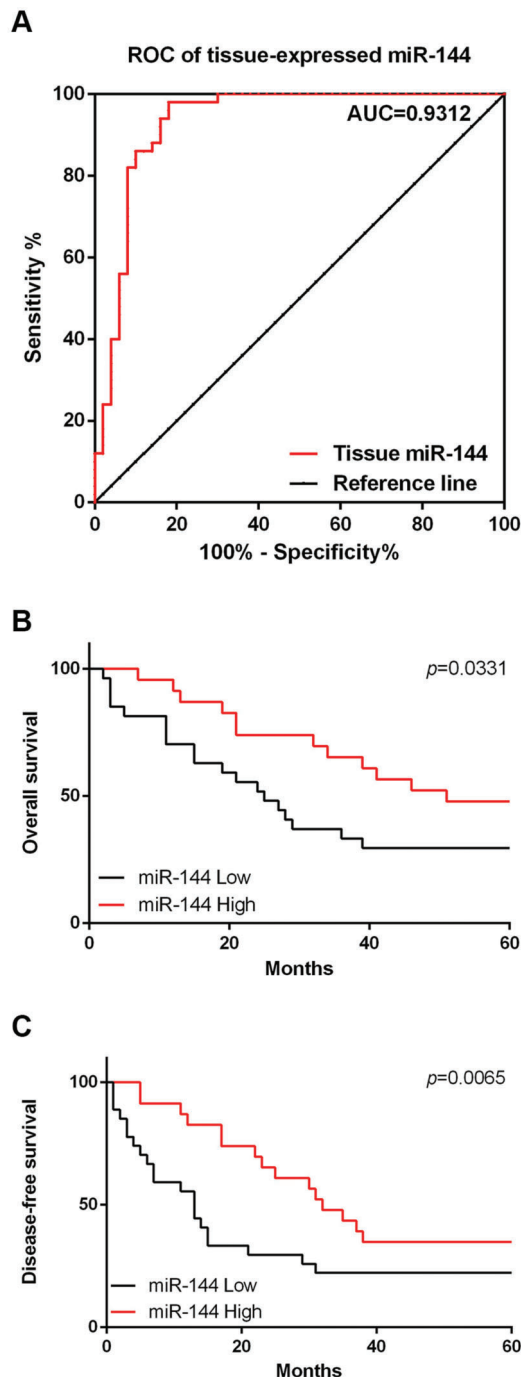 A
ROC of tissue-expressed miR-144
100
80
60
40
20
0
Sensitivity %
AUC=0.9312
Tissue miR-144
Reference line
0 20 40 60 80 100
100% - Specificity%
B
100
50
0
Overall survival
p=0.0331
miR-144 Low
miR-144 High
0 20 40 60
Months
C
100
50
0
Disease-free survival
p=0.0065
miR-144 Low
miR-144 High
0 20 40 60
Months